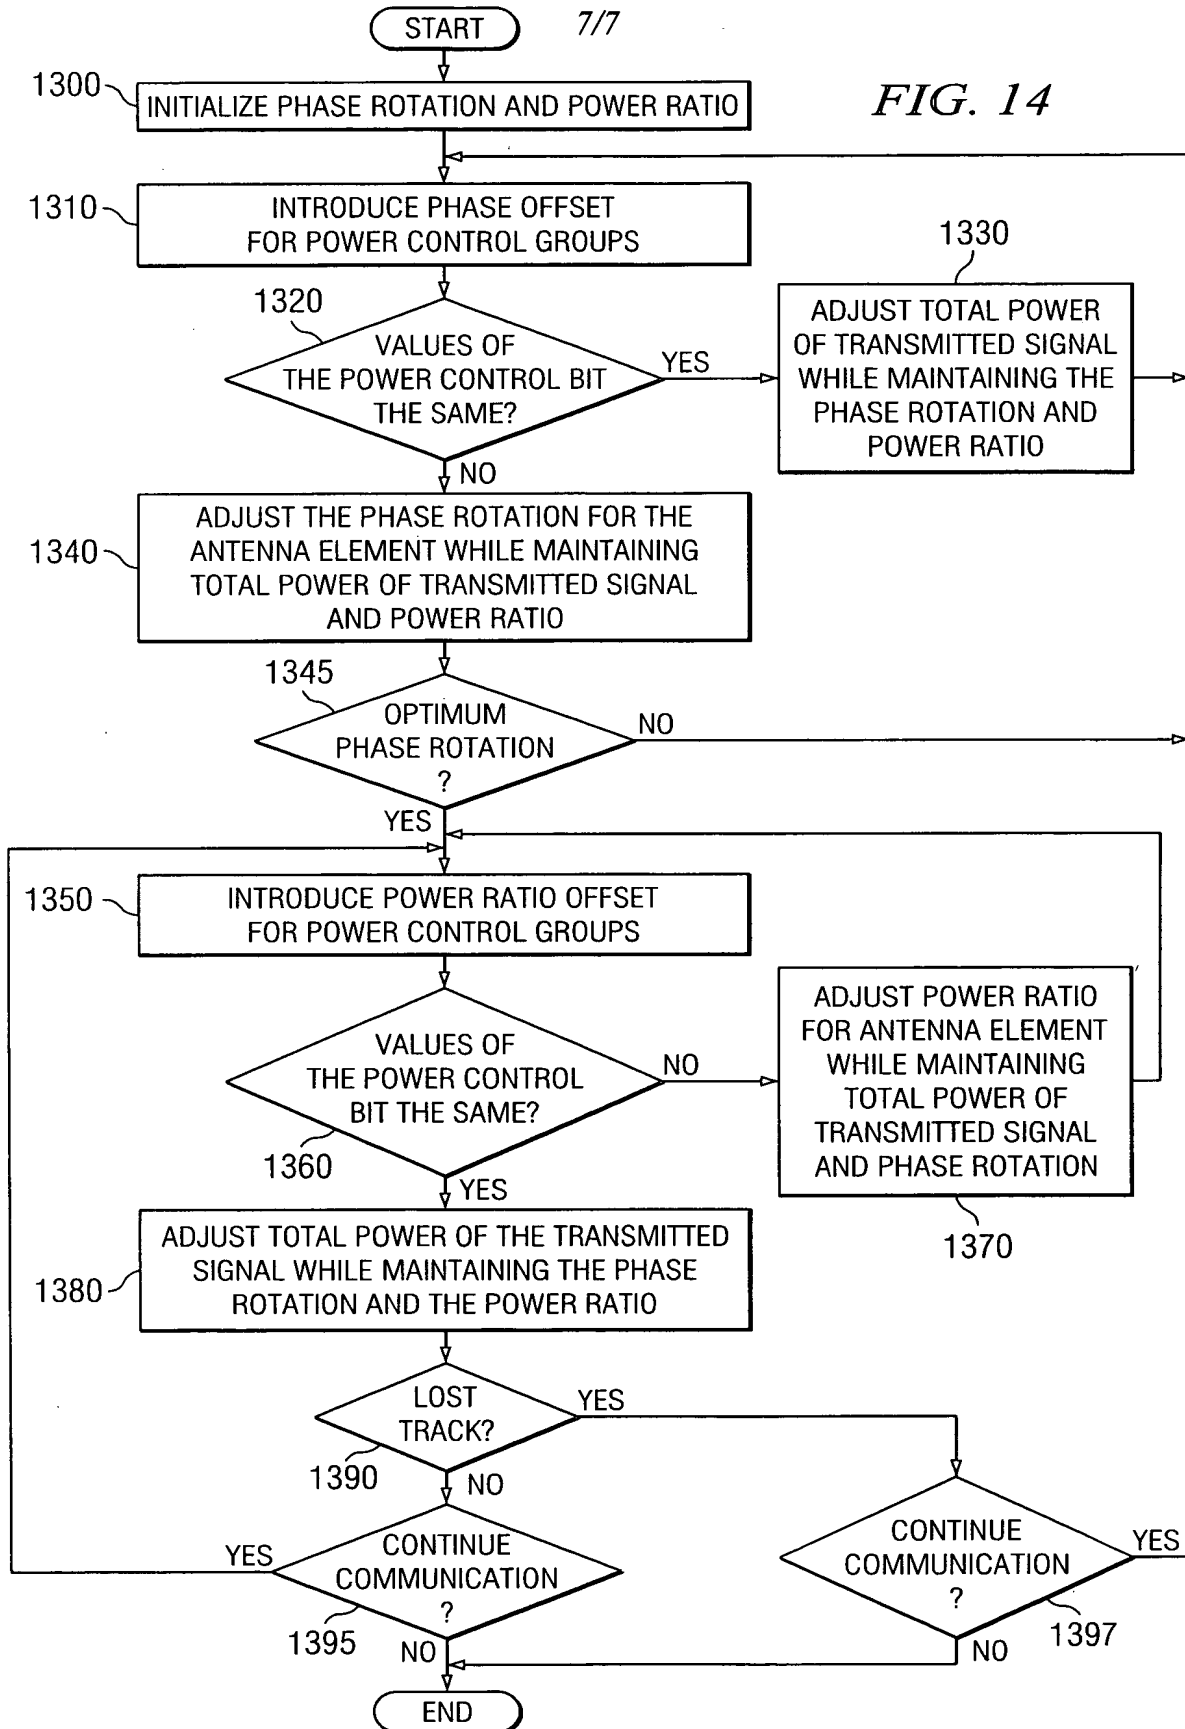 START
7/7
FIG. 14
1300
INITIALIZE PHASE ROTATION AND POWER RATIO
1310
INTRODUCE PHASE OFFSET
FOR POWER CONTROL GROUPS
1320
VALUES OF
THE POWER CONTROL BIT
THE SAME?
YES
1330
ADJUST TOTAL POWER
OF TRANSMITTED SIGNAL
WHILE MAINTAINING THE
PHASE ROTATION AND
POWER RATIO
NO
1340
ADJUST THE PHASE ROTATION FOR THE
ANTENNA ELEMENT WHILE MAINTAINING
TOTAL POWER OF TRANSMITTED SIGNAL
AND POWER RATIO
1345
OPTIMUM
PHASE ROTATION
?
NO
YES
1350
INTRODUCE POWER RATIO OFFSET
FOR POWER CONTROL GROUPS
VALUES OF
THE POWER CONTROL
BIT THE SAME?
1360
NO
ADJUST POWER RATIO
FOR ANTENNA ELEMENT
WHILE MAINTAINING
TOTAL POWER OF
TRANSMITTED SIGNAL
AND PHASE ROTATION
1370
YES
1380
ADJUST TOTAL POWER OF THE TRANSMITTED
SIGNAL WHILE MAINTAINING THE PHASE
ROTATION AND THE POWER RATIO
LOST
TRACK?
1390
YES
NO
CONTINUE
COMMUNICATION
?
1395
YES
NO
CONTINUE
COMMUNICATION
?
1397
YES
NO
END